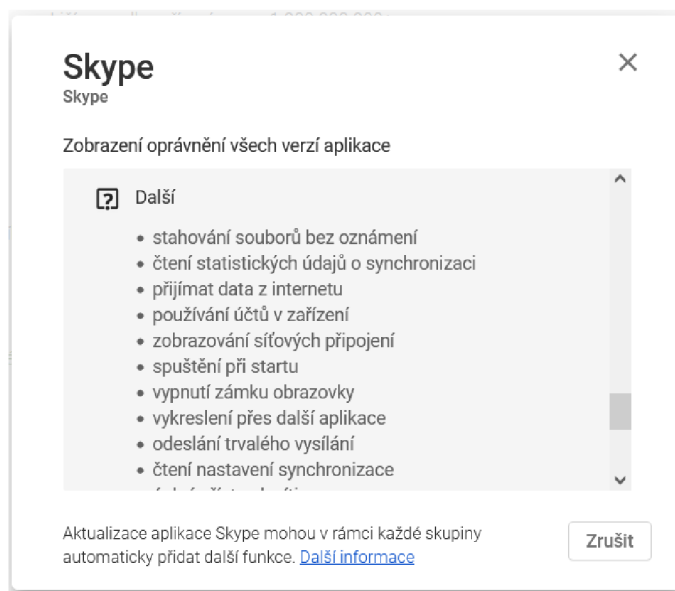 Skype
Skype
Zobrazení oprávnění všech verzí aplikace
Další
• stahování souborů bez oznámení
• čtení statistických údajů o synchronizaci
• přijímat data z internetu
• používání účtů v zařízení
• zobrazování síťových připojení
• spuštění při startu
• vypnutí zámku obrazovky
• vykreslení přes další aplikace
• odeslání trvalého vysílání
• čtení nastavení synchronizace
Aktualizace aplikace Skype mohou v rámci každé skupiny
automaticky přidat další funkce. Další informace
Zrušit